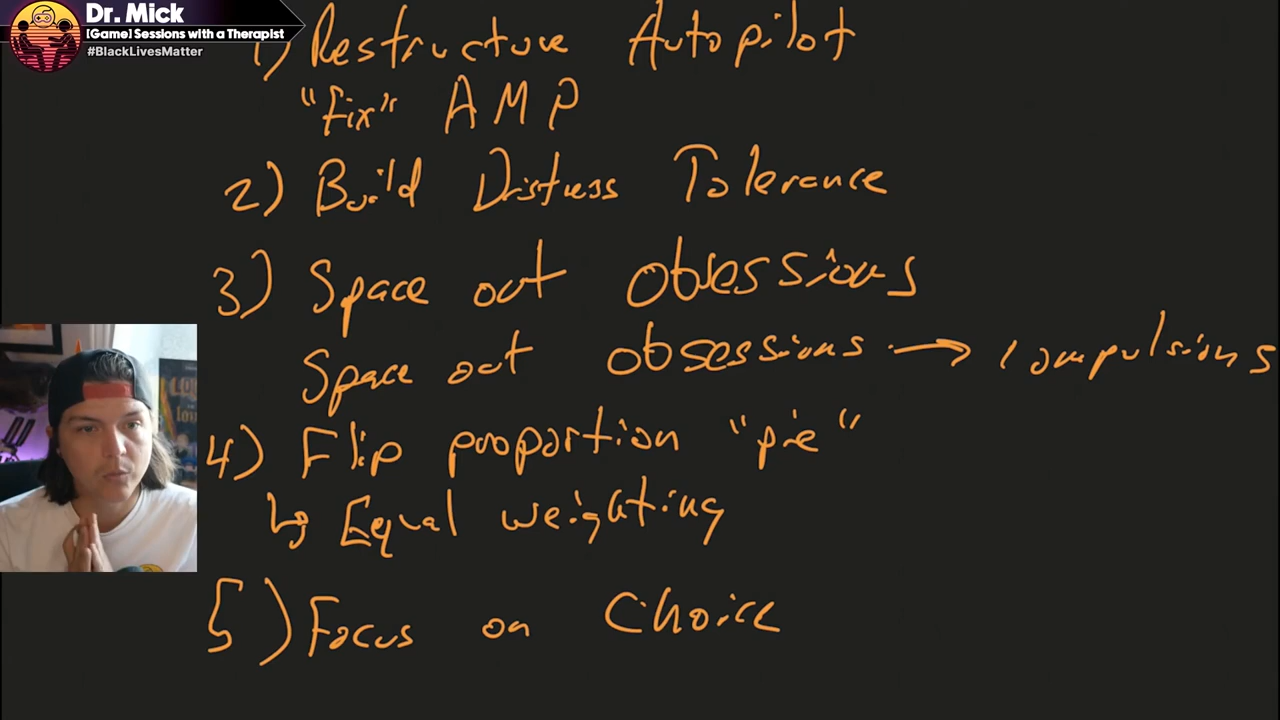 Dr. Mick
[Game] Sessions with a Therapist
#BlackLivesMatter
1) Restructure Autopilot
"fix" AMP
2) Build Distress Tolerance
3) Space out obsessions
Space out obsessions → compulsions
4) Flip proportion "pie"
↳ Equal weighting
5) Focus on Choice